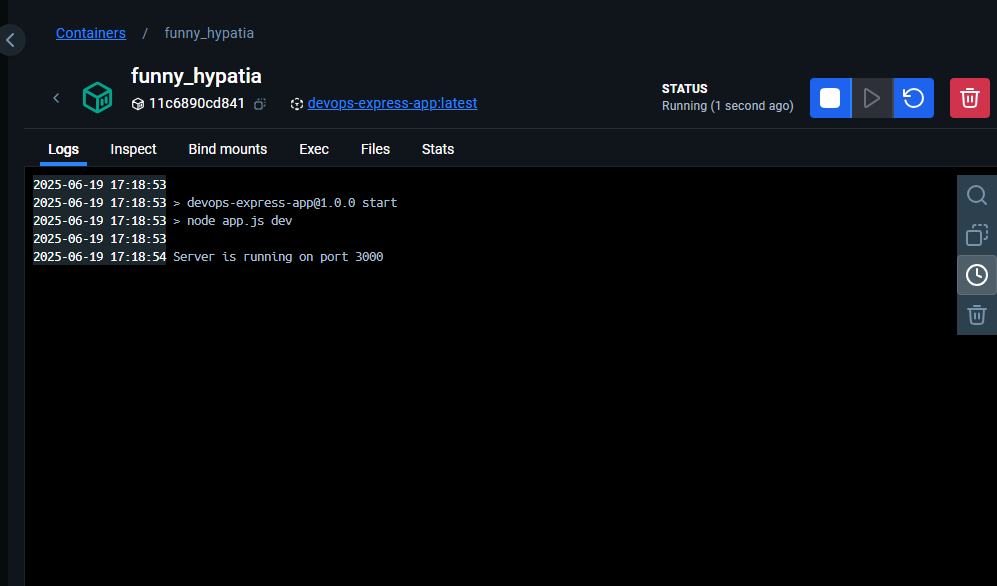 Containers / funny_hypatia
funny_hypatia
11c6890cd841 devops-express-app:latest
STATUS
Running (1 second ago)
Logs Inspect Bind mounts Exec Files Stats
2025-06-19 17:18:53
2025-06-19 17:18:53 > devops-express-app@1.0.0 start
2025-06-19 17:18:53 > node app.js dev
2025-06-19 17:18:53
2025-06-19 17:18:54 Server is running on port 3000